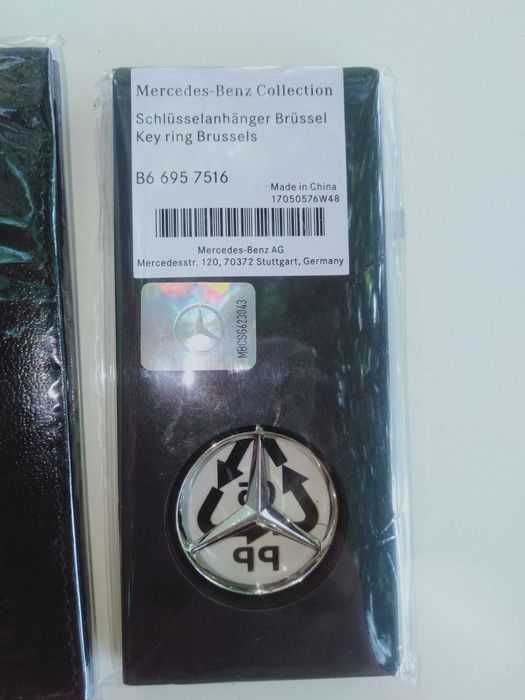 Mercedes-Benz Collection
Schlüsselanhänger Brüssel
Key ring Brussels
B6 695 7516
Made in China
17050576W48
Mercedes-Benz AG
Mercedesstr. 120, 70372 Stuttgart, Germany
MBCSG623043
PP